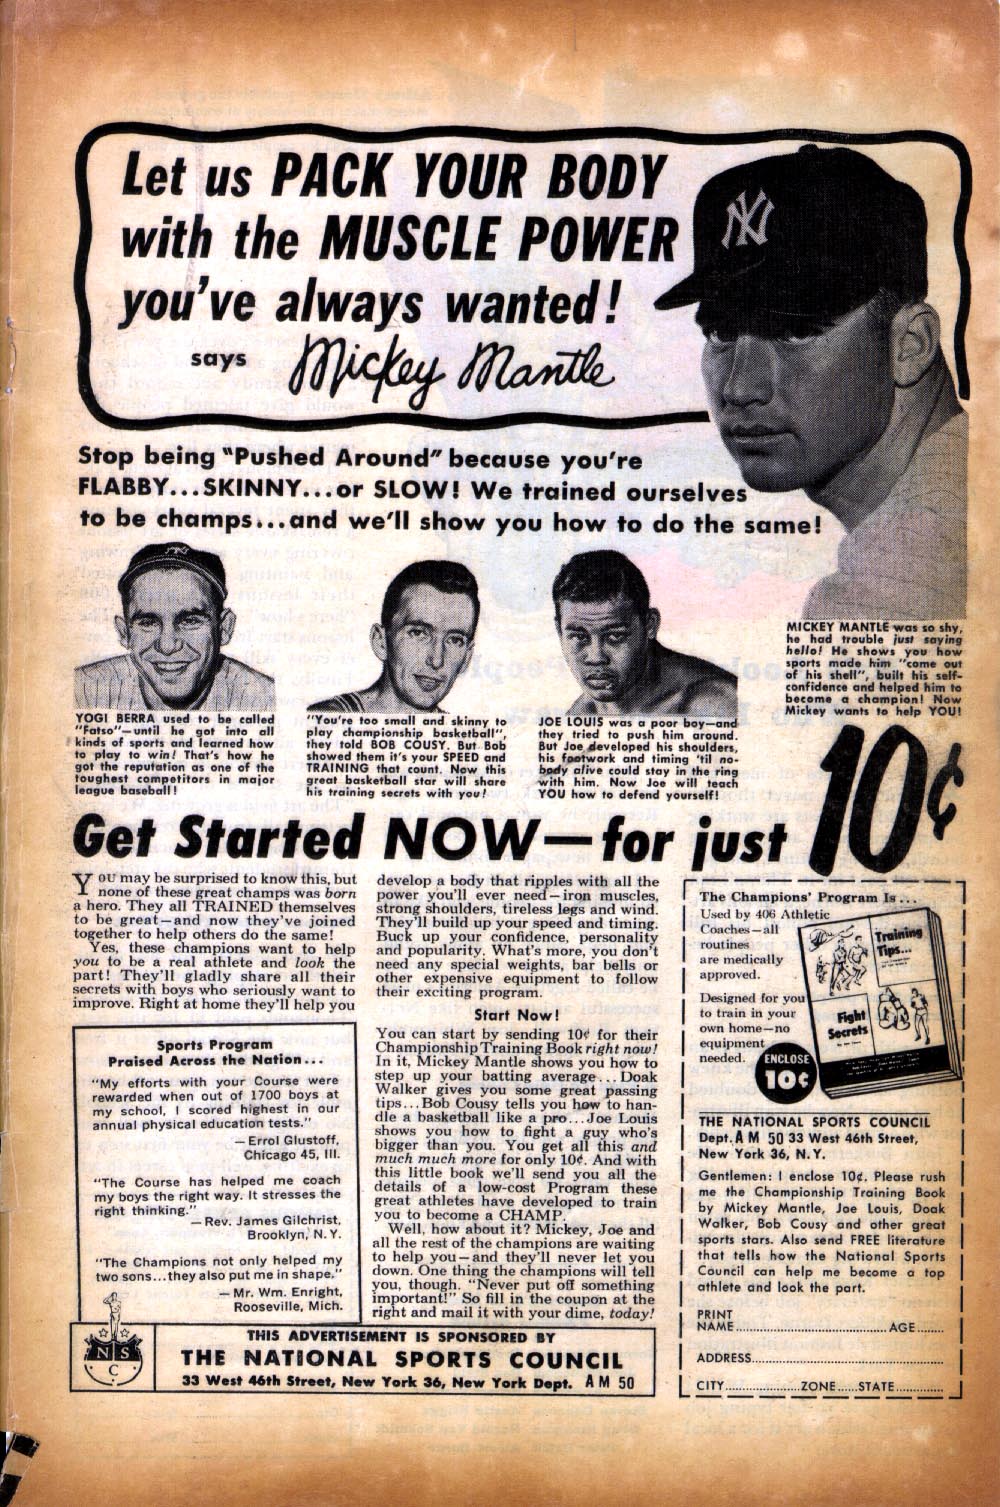 Let us PACK YOUR BODY
with the MUSCLE POWER
you've always wanted!
says Mickey Mantle
NY
Stop being "Pushed Around" because you're
FLABBY...SKINNY...or SLOW! We trained ourselves
to be champs...and we'll show you how to do the same!
YOGI BERRA used to be called
"Fatso"—until he got into all
kinds of sports and learned how
to play to win! That's how he
got the reputation as one of the
toughest competitors in major
league baseball!
"You're too small and skinny to
play championship basketball",
they told BOB COUSY. But Bob
showed them it's your SPEED and
TRAINING that count. Now this
great basketball star will share
his training secrets with you!
JOE LOUIS was a poor boy—and
they tried to push him around.
But Joe developed his shoulders,
his footwork and timing 'til no-
body alive could stay in the ring
with him. Now Joe will teach
YOU how to defend yourself!
MICKEY MANTLE was so shy,
he had trouble just saying
hello! He shows you how
sports made him "come out
of his shell", built his self-
confidence and helped him to
become a champion! Now
Mickey wants to help YOU!
Get Started NOW—for just 10¢
You may be surprised to know this, but
none of these great champs was born
a hero. They all TRAINED themselves
to be great—and now they've joined
together to help others do the same!
Yes, these champions want to help
you to be a real athlete and look the
part! They'll gladly share all their
secrets with boys who seriously want to
improve. Right at home they'll help you
Sports Program
Praised Across the Nation...
"My efforts with your Course were
rewarded when out of 1700 boys at
my school, I scored highest in our
annual physical education tests."
—Errol Glustoff,
Chicago 45, Ill.
"The Course has helped me coach
my boys the right way. It stresses the
right thinking."
—Rev. James Gilchrist,
Brooklyn, N.Y.
"The Champions not only helped my
two sons...they also put me in shape."
—Mr. Wm. Enright,
Rooseville, Mich.
develop a body that ripples with all the
power you'll ever need—iron muscles,
strong shoulders, tireless legs and wind.
They'll build up your speed and timing.
Buck up your confidence, personality
and popularity. What's more, you don't
need any special weights, bar bells or
other expensive equipment to follow
their exciting program.
Start Now!
You can start by sending 10¢ for their
Championship Training Book right now!
In it, Mickey Mantle shows you how to
step up your batting average...Doak
Walker gives you some great passing
tips...Bob Cousy tells you how to han-
dle a basketball like a pro...Joe Louis
shows you how to fight a guy who's
bigger than you. You get all this and
much much more for only 10¢. And with
this little book we'll send you all the
details of a low-cost Program these
great athletes have developed to train
you to become a CHAMP.
Well, how about it? Mickey, Joe and
all the rest of the champions are waiting
to help you—and they'll never let you
down. One thing the champions will tell
you, though. "Never put off something
important!" So fill in the coupon at the
right and mail it with your dime, today!
NSC
THIS ADVERTISEMENT IS SPONSORED BY
THE NATIONAL SPORTS COUNCIL
33 West 46th Street, New York 36, New York Dept. AM 50
The Champions' Program Is...
Used by 406 Athletic
Coaches—all
routines
are medically
approved.
Designed for you
to train in your
own home—no
equipment
needed.
Training
Tips...
Fight
Secrets
ENCLOSE
10¢
THE NATIONAL SPORTS COUNCIL
Dept. AM 50 33 West 46th Street,
New York 36, N.Y.
Gentlemen: I enclose 10¢. Please rush
me the Championship Training Book
by Mickey Mantle, Joe Louis, Doak
Walker, Bob Cousy and other great
sports stars. Also send FREE literature
that tells how the National Sports
Council can help me become a top
athlete and look the part.
PRINT
NAME.......................................AGE.......
ADDRESS..................................................
CITY....................ZONE......STATE.............